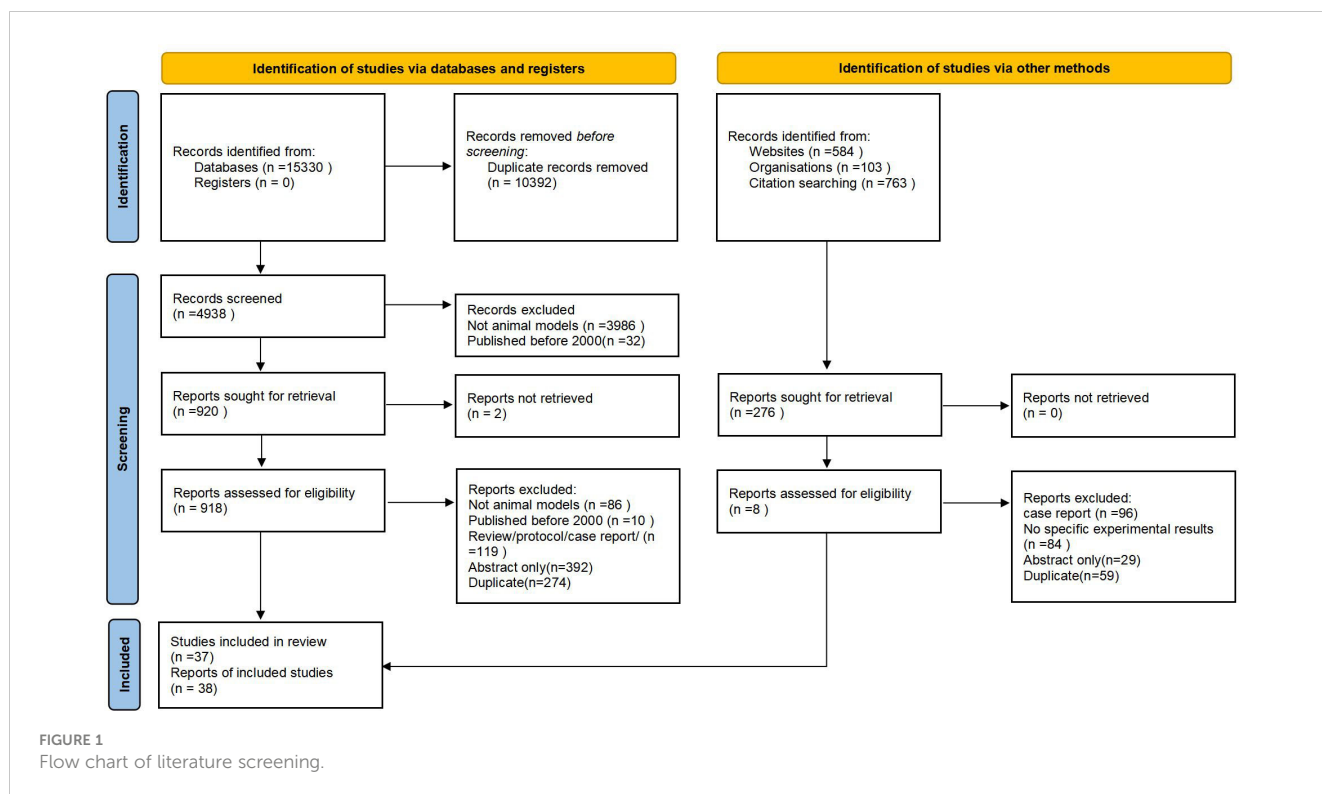 Identification of studies via databases and registers
Identification of studies via other methods
Identification
Records identified from:
Databases (n =15330 )
Registers (n = 0)
Records removed before
screening:
Duplicate records removed
(n = 10392)
Records identified from:
Websites (n =584 )
Organisations (n =103 )
Citation searching (n =763 )
Screening
Records screened
(n =4938 )
Records excluded
Not animal models (n =3986 )
Published before 2000(n =32)
Reports sought for retrieval
(n =920 )
Reports not retrieved
(n = 2)
Reports sought for retrieval
(n =276 )
Reports not retrieved
(n = 0)
Reports assessed for eligibility
(n = 918)
Reports excluded:
Not animal models (n =86 )
Published before 2000 (n =10 )
Review/protocol/case report/ (n
=119 )
Abstract only(n=392)
Duplicate(n=274)
Reports assessed for eligibility
(n =8 )
Reports excluded:
case report (n =96)
No specific experimental results
(n =84 )
Abstract only(n=29)
Duplicate(n=59)
Included
Studies included in review
(n =37)
Reports of included studies
(n = 38)
FIGURE 1
Flow chart of literature screening.